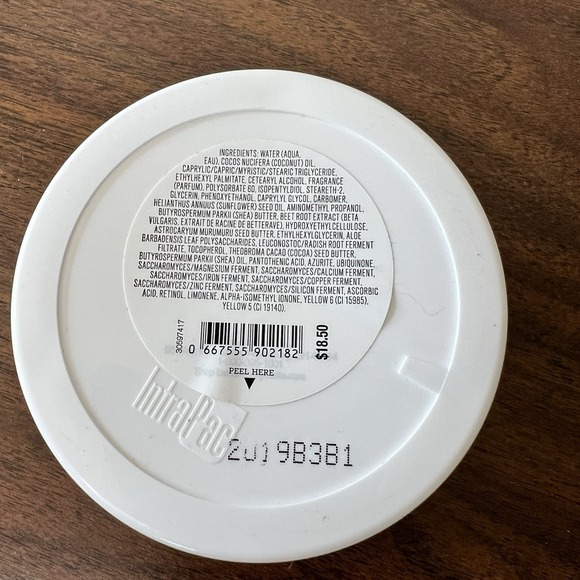 INGREDIENTS: WATER (AQUA,
EAU), COCOS NUCIFERA (COCONUT) OIL,
CAPRYLIC/CAPRIC/MYRISTIC/STEARIC TRIGLYCERIDE,
ETHYLHEXYL PALMITATE, CETEARYL ALCOHOL, FRAGRANCE
(PARFUM), POLYSORBATE 60, ISOPENTYLDIOL, STEARETH-2,
GLYCERIN, PHENOXYETHANOL, CAPRYLYL GLYCOL, CARBOMER,
HELIANTHUS ANNUUS (SUNFLOWER) SEED OIL, AMINOMETHYL PROPANOL,
BUTYROSPERMUM PARKII (SHEA) BUTTER, BEET ROOT EXTRACT (BETA
VULGARIS, EXTRAIT DE RACINE DE BETTERAVE), HYDROXYETHYLCELLULOSE,
ASTROCARYUM MURUMURU SEED BUTTER, ETHYLHEXYLGLYCERIN, ALOE
BARBADENSIS LEAF POLYSACCHARIDES, LEUCONOSTOC/RADISH ROOT FERMENT
FILTRATE, TOCOPHEROL, THEOBROMA CACAO (COCOA) SEED BUTTER,
BUTYROSPERMUM PARKII (SHEA) OIL, PANTOTHENIC ACID, AZURITE, UBIQUINONE,
SACCHAROMYCES/MAGNESIUM FERMENT, SACCHAROMYCES/CALCIUM FERMENT,
SACCHAROMYCES/IRON FERMENT, SACCHAROMYCES/COPPER FERMENT,
SACCHAROMYCES/ZINC FERMENT, SACCHAROMYCES/SILICON FERMENT, ASCORBIC
ACID, RETINOL, LIMONENE, ALPHA-ISOMETHYL IONONE, YELLOW 6 (CI 15985),
YELLOW 5 (CI 19140).
30597417
0 667555 902182
$18.50
PEEL HERE
IntraPac
9B3B1